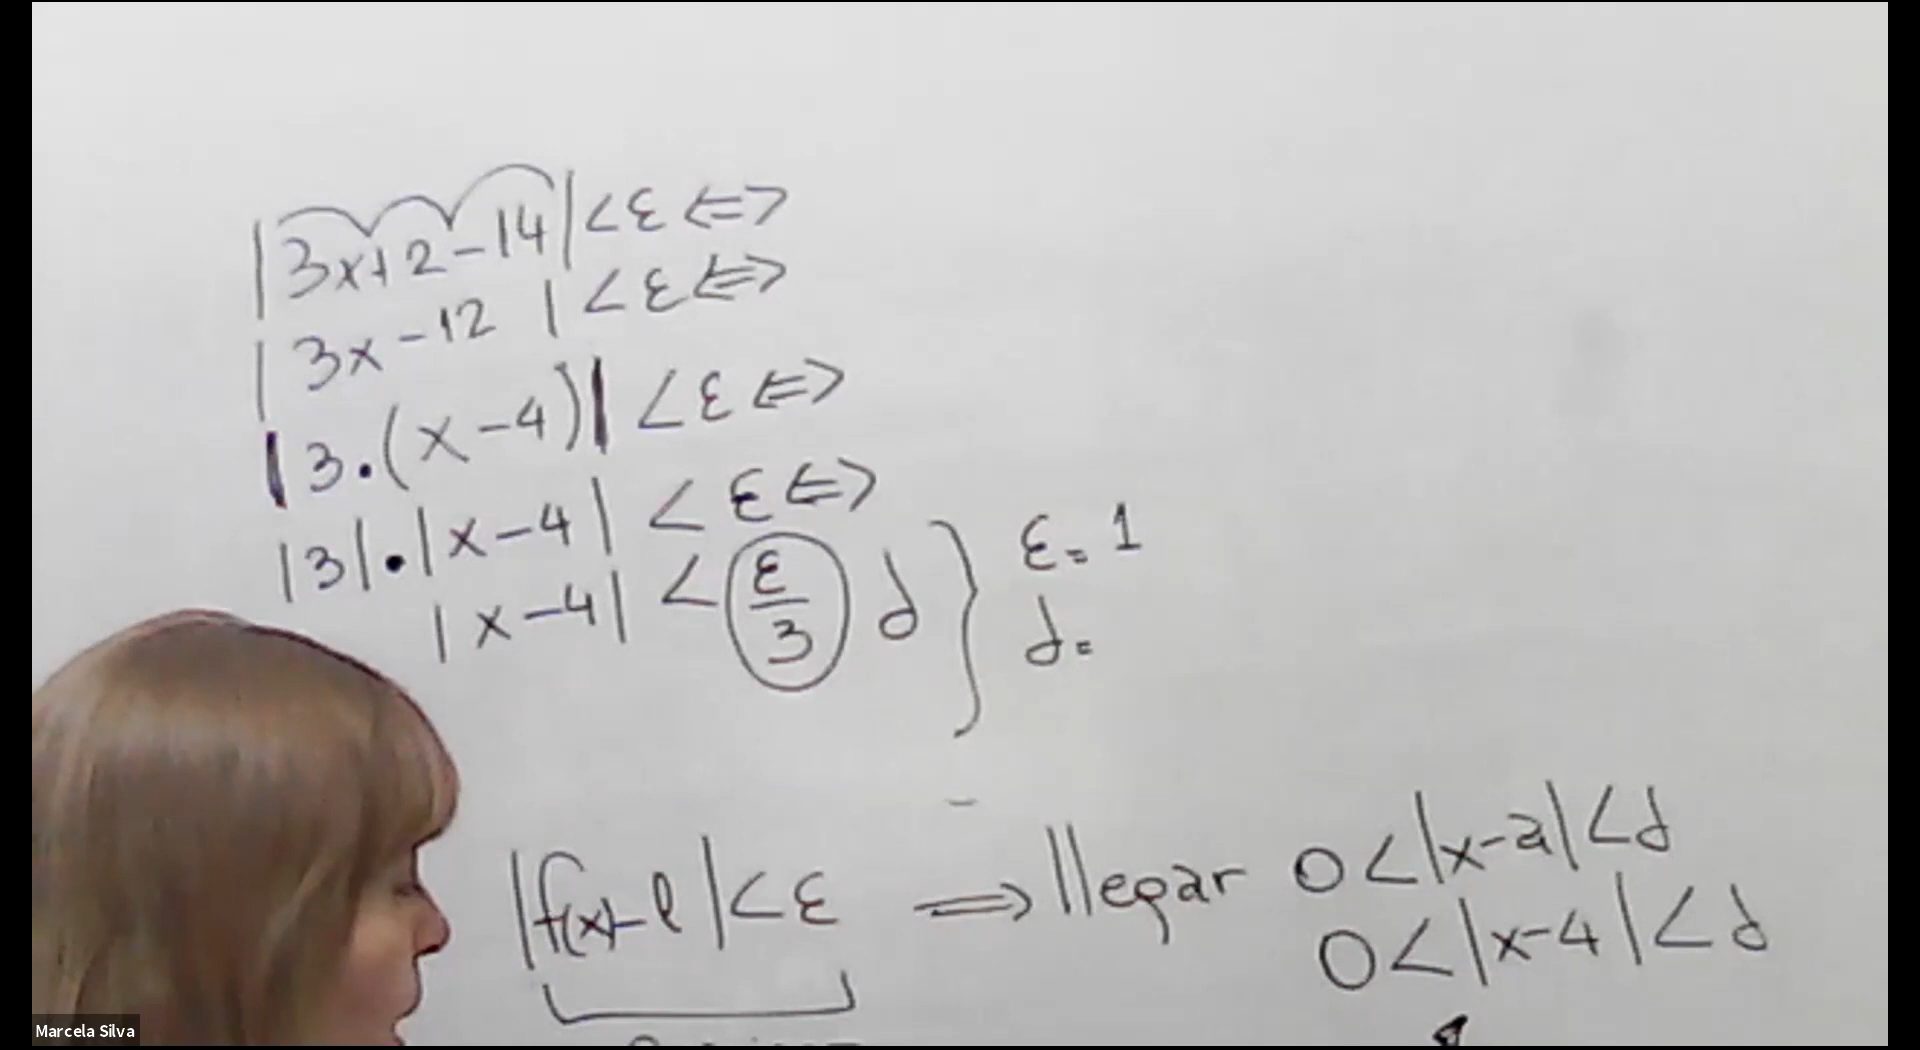 |3x+2-14|<ε⇔
|3x-12|<ε⇔
|3·(x-4)|<ε⇔
|3|·|x-4|<ε⇔
|x-4|<ε/3 d } ε=1
d=
|f(x)-l|<ε ⇒ llegar 0<|x-a|<d
0<|x-4|<d
Marcela Silva